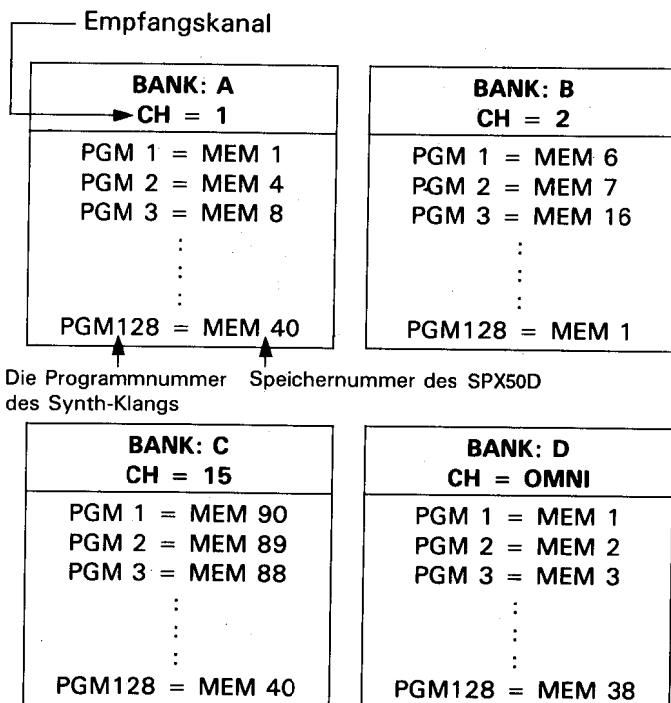 Empfangskanal
BANK: A
CH = 1
PGM 1 = MEM 1
PGM 2 = MEM 4
PGM 3 = MEM 8
:
:
:
PGM128 = MEM 40
BANK: B
CH = 2
PGM 1 = MEM 6
PGM 2 = MEM 7
PGM 3 = MEM 16
:
:
:
PGM128 = MEM 1
Die Programmnummer
des Synth-Klangs
Speichernummer des SPX50D
BANK: C
CH = 15
PGM 1 = MEM 90
PGM 2 = MEM 89
PGM 3 = MEM 88
:
:
:
PGM128 = MEM 40
BANK: D
CH = OMNI
PGM 1 = MEM 1
PGM 2 = MEM 2
PGM 3 = MEM 3
:
:
:
PGM128 = MEM 38